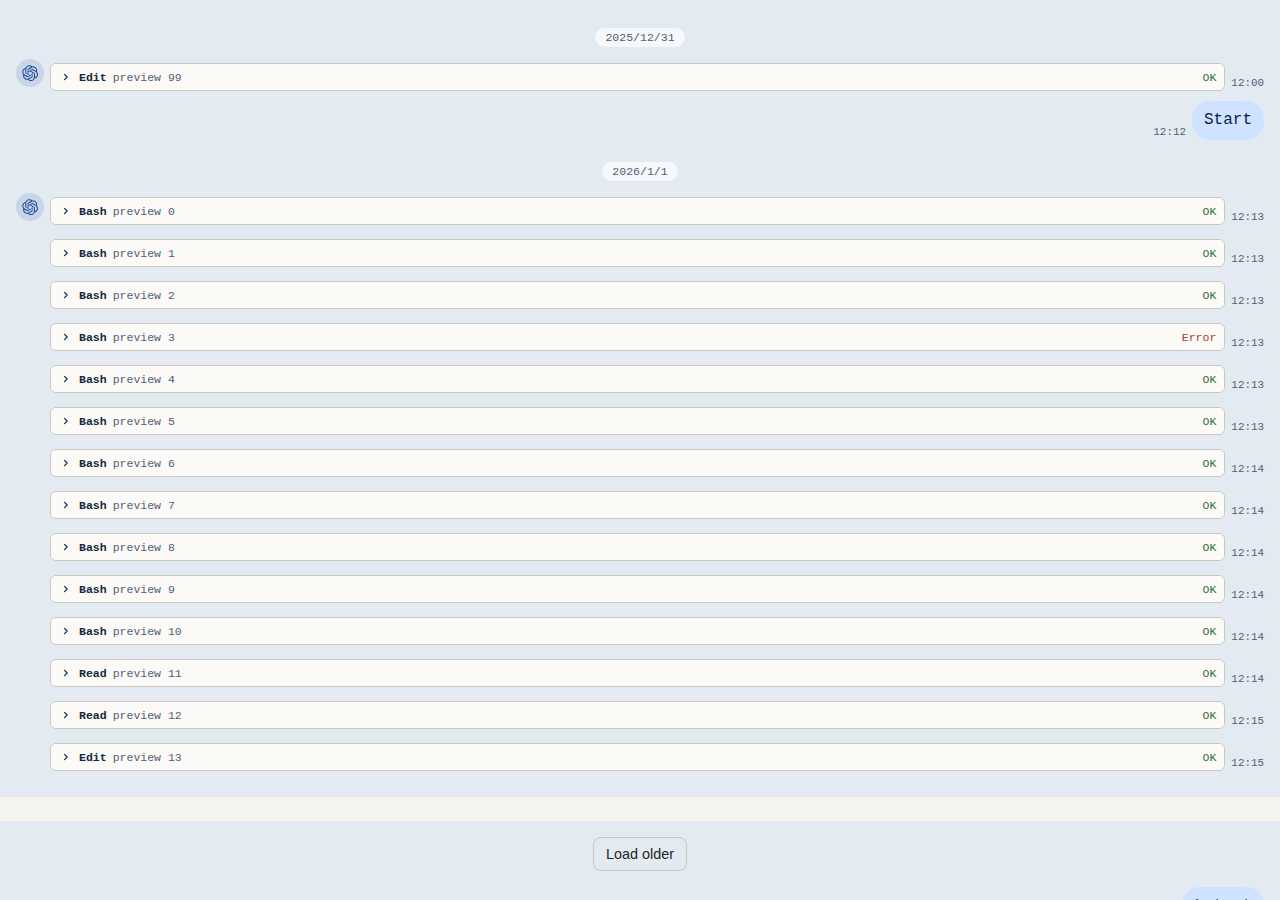 2025/12/31
Edit preview 99 OK 12:00
12:12 Start
2026/1/1
Bash preview 0 OK 12:13
Bash preview 1 OK 12:13
Bash preview 2 OK 12:13
Bash preview 3 Error 12:13
Bash preview 4 OK 12:13
Bash preview 5 OK 12:13
Bash preview 6 OK 12:14
Bash preview 7 OK 12:14
Bash preview 8 OK 12:14
Bash preview 9 OK 12:14
Bash preview 10 OK 12:14
Read preview 11 OK 12:14
Read preview 12 OK 12:15
Edit preview 13 OK 12:15
Load older